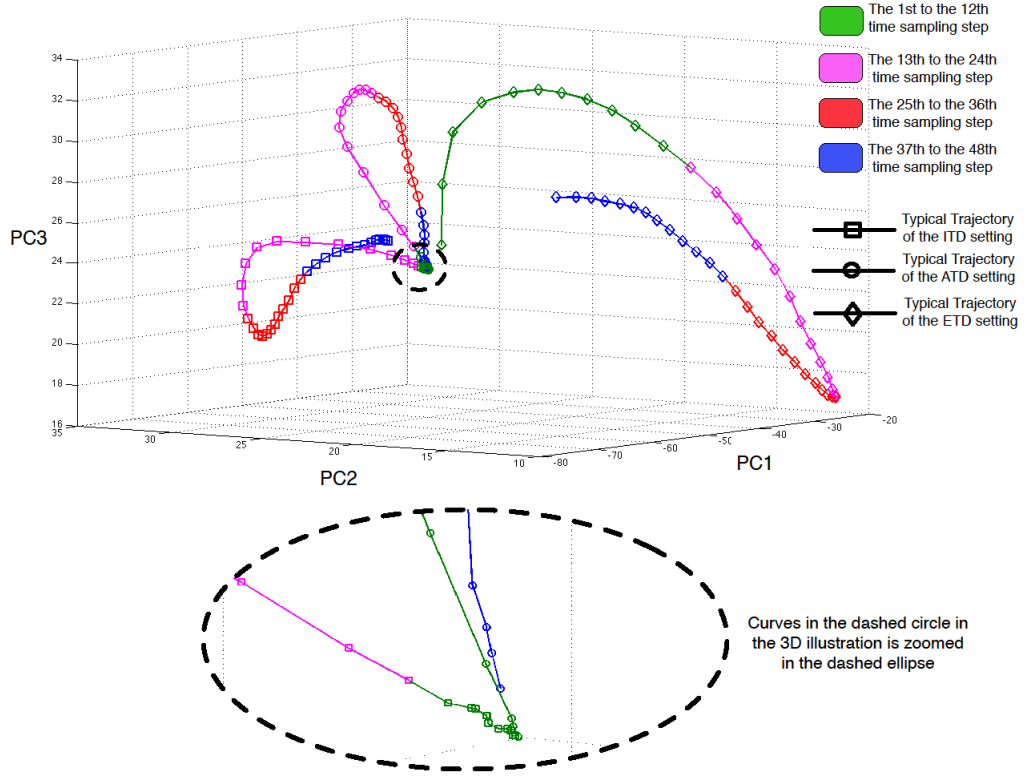 The 1st to the 12th
time sampling step
The 13th to the 24th
time sampling step
The 25th to the 36th
time sampling step
The 37th to the 48th
time sampling step
Typical Trajectory
of the ITD setting
Typical Trajectory
of the ATD setting
Typical Trajectory
of the ETD setting
PC3
34
32
30
28
26
24
22
20
18
16
35
30
25
20
15
10
PC2
-80
-70
-60
-50
-40
-30
-20
PC1
Curves in the dashed circle in
the 3D illustration is zoomed
in the dashed ellipse